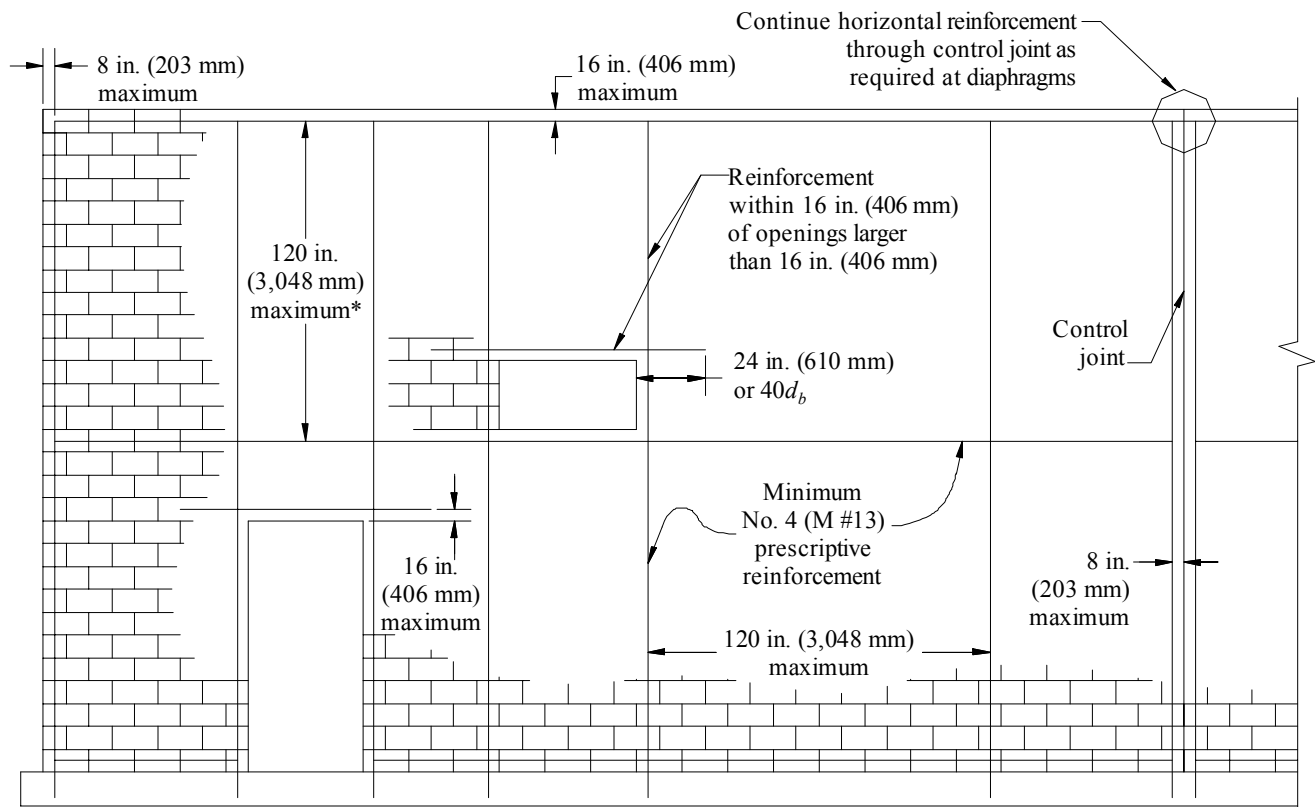 Continue horizontal reinforcement
through control joint as
required at diaphragms
8 in. (203 mm)
maximum
16 in. (406 mm)
maximum
Reinforcement
within 16 in. (406 mm)
of openings larger
than 16 in. (406 mm)
120 in.
(3,048 mm)
maximum*
Control
joint
24 in. (610 mm)
or 40d_b
Minimum
No. 4 (M #13)
prescriptive
reinforcement
16 in.
(406 mm)
maximum
8 in.
(203 mm)
maximum
120 in. (3,048 mm)
maximum